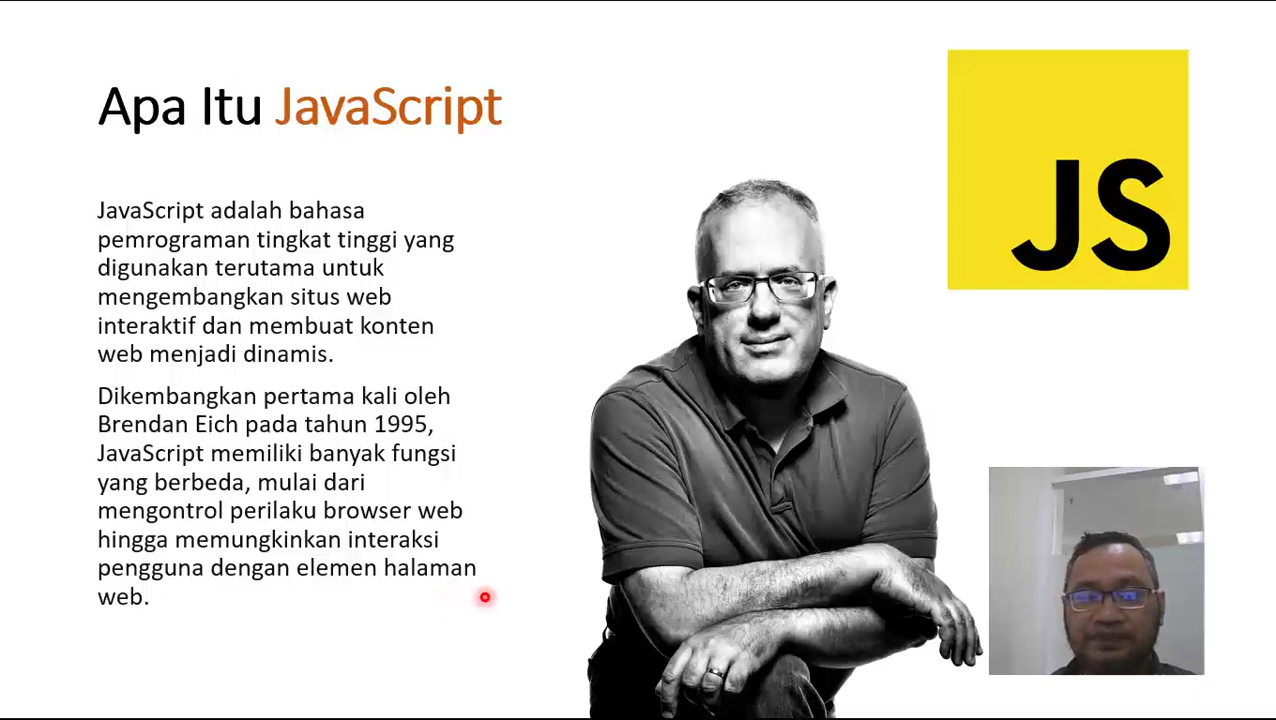 Apa Itu JavaScript
JavaScript adalah bahasa
pemrograman tingkat tinggi yang
digunakan terutama untuk
mengembangkan situs web
interaktif dan membuat konten
web menjadi dinamis.
Dikembangkan pertama kali oleh
Brendan Eich pada tahun 1995,
JavaScript memiliki banyak fungsi
yang berbeda, mulai dari
mengontrol perilaku browser web
hingga memungkinkan interaksi
pengguna dengan elemen halaman
web.
JS